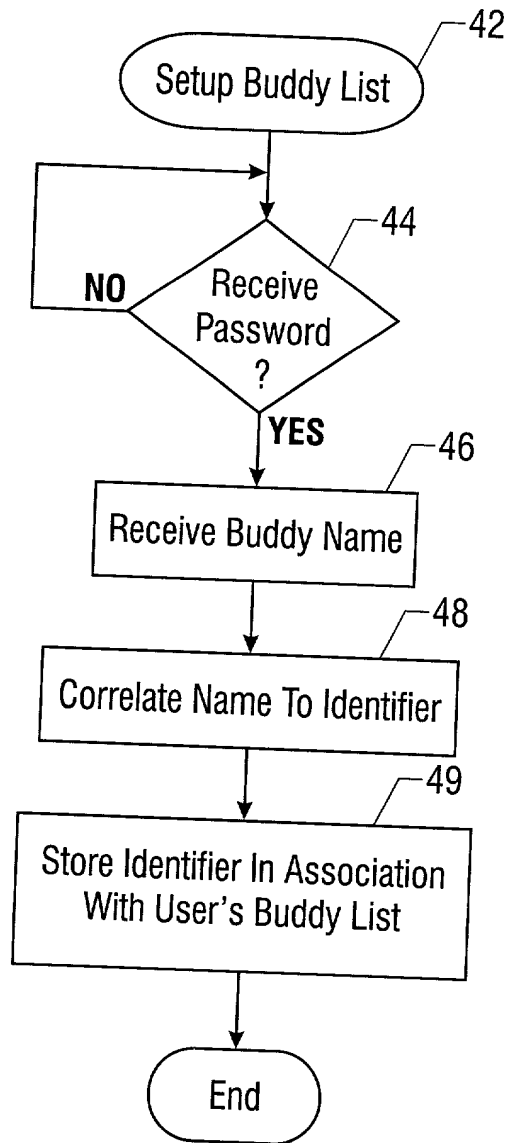 42
Setup Buddy List
44
Receive
Password
?
NO
YES
46
Receive Buddy Name
48
Correlate Name To Identifier
49
Store Identifier In Association
With User's Buddy List
End